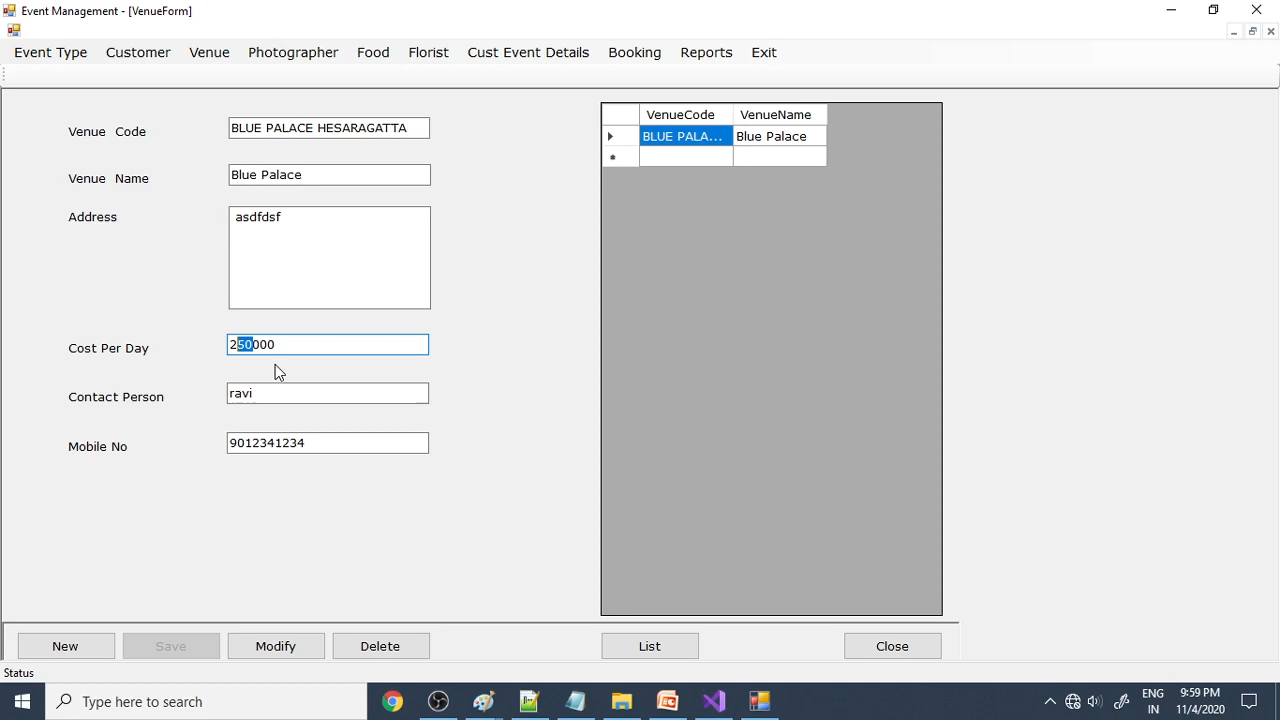 Event Management - [VenueForm]
Event Type Customer Venue Photographer Food Florist Cust Event Details Booking Reports Exit
Venue Code BLUE PALACE HESARAGATTA
Venue Name Blue Palace
Address asdfdsf
Cost Per Day 250000
Contact Person ravi
Mobile No 9012341234
VenueCode VenueName
BLUE PALA... Blue Palace
New Save Modify Delete List Close
Status
Type here to search
ENG
IN
9:59 PM
11/4/2020